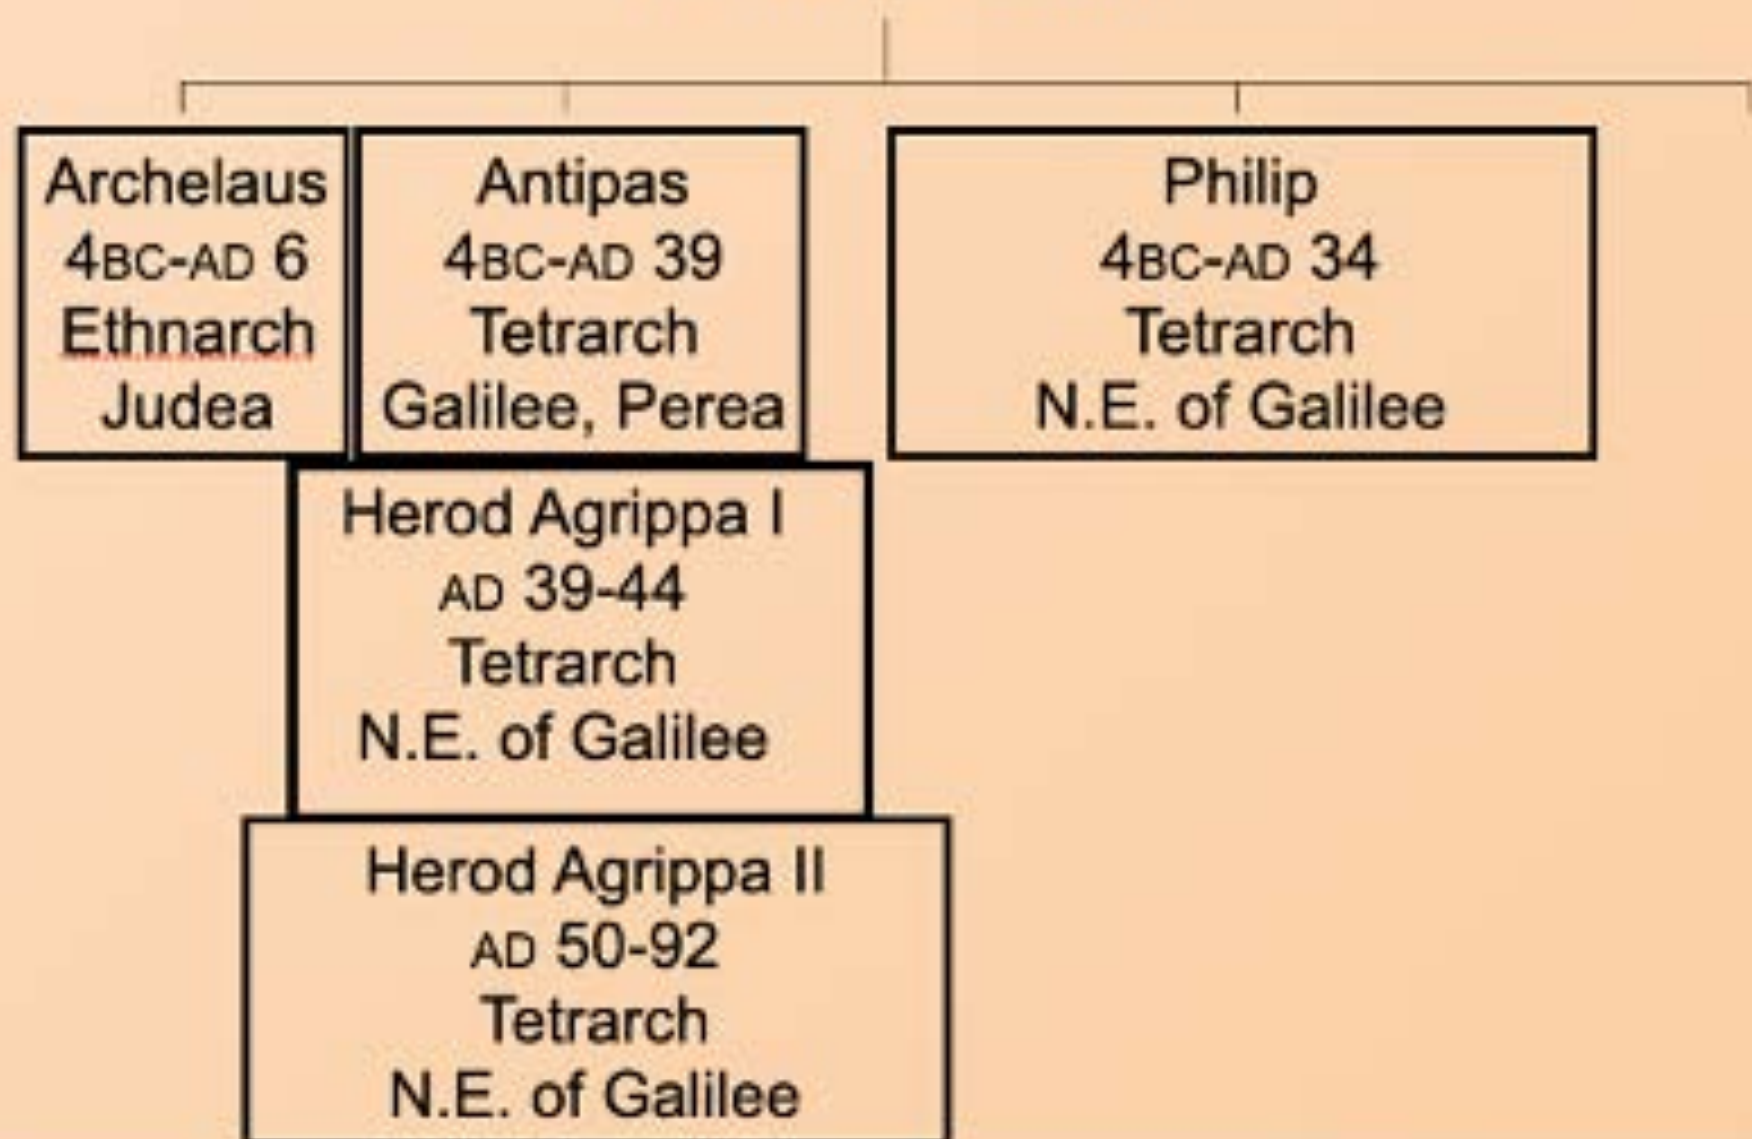 Archelaus
4BC-AD 6
Ethnarch
Judea
Antipas
4BC-AD 39
Tetrarch
Galilee, Perea
Philip
4BC-AD 34
Tetrarch
N.E. of Galilee
Herod Agrippa I
AD 39-44
Tetrarch
N.E. of Galilee
Herod Agrippa II
AD 50-92
Tetrarch
N.E. of Galilee